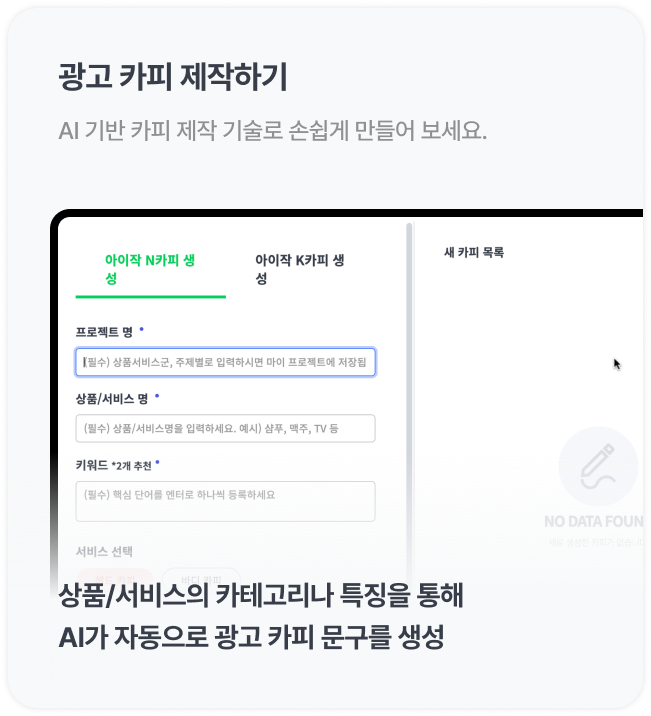 광고 카피 제작하기
AI 기반 카피 제작 기술로 손쉽게 만들어 보세요.
아이작 N카피 생
성
아이작 K카피 생
성
새 카피 목록
프로젝트 명
(필수) 상품서비스군, 주제별로 입력하시면 마이 프로젝트에 저장됩
상품/서비스 명
(필수) 상품/서비스명을 입력하세요. 예시) 샴푸, 맥주, TV 등
키워드 *2개 추천
(필수) 핵심 단어를 엔터로 하나씩 등록하세요
NO DATA FOUN
서비스 선택
헤드 카피
바디 카피
상품/서비스의 카테고리나 특징을 통해
AI가 자동으로 광고 카피 문구를 생성